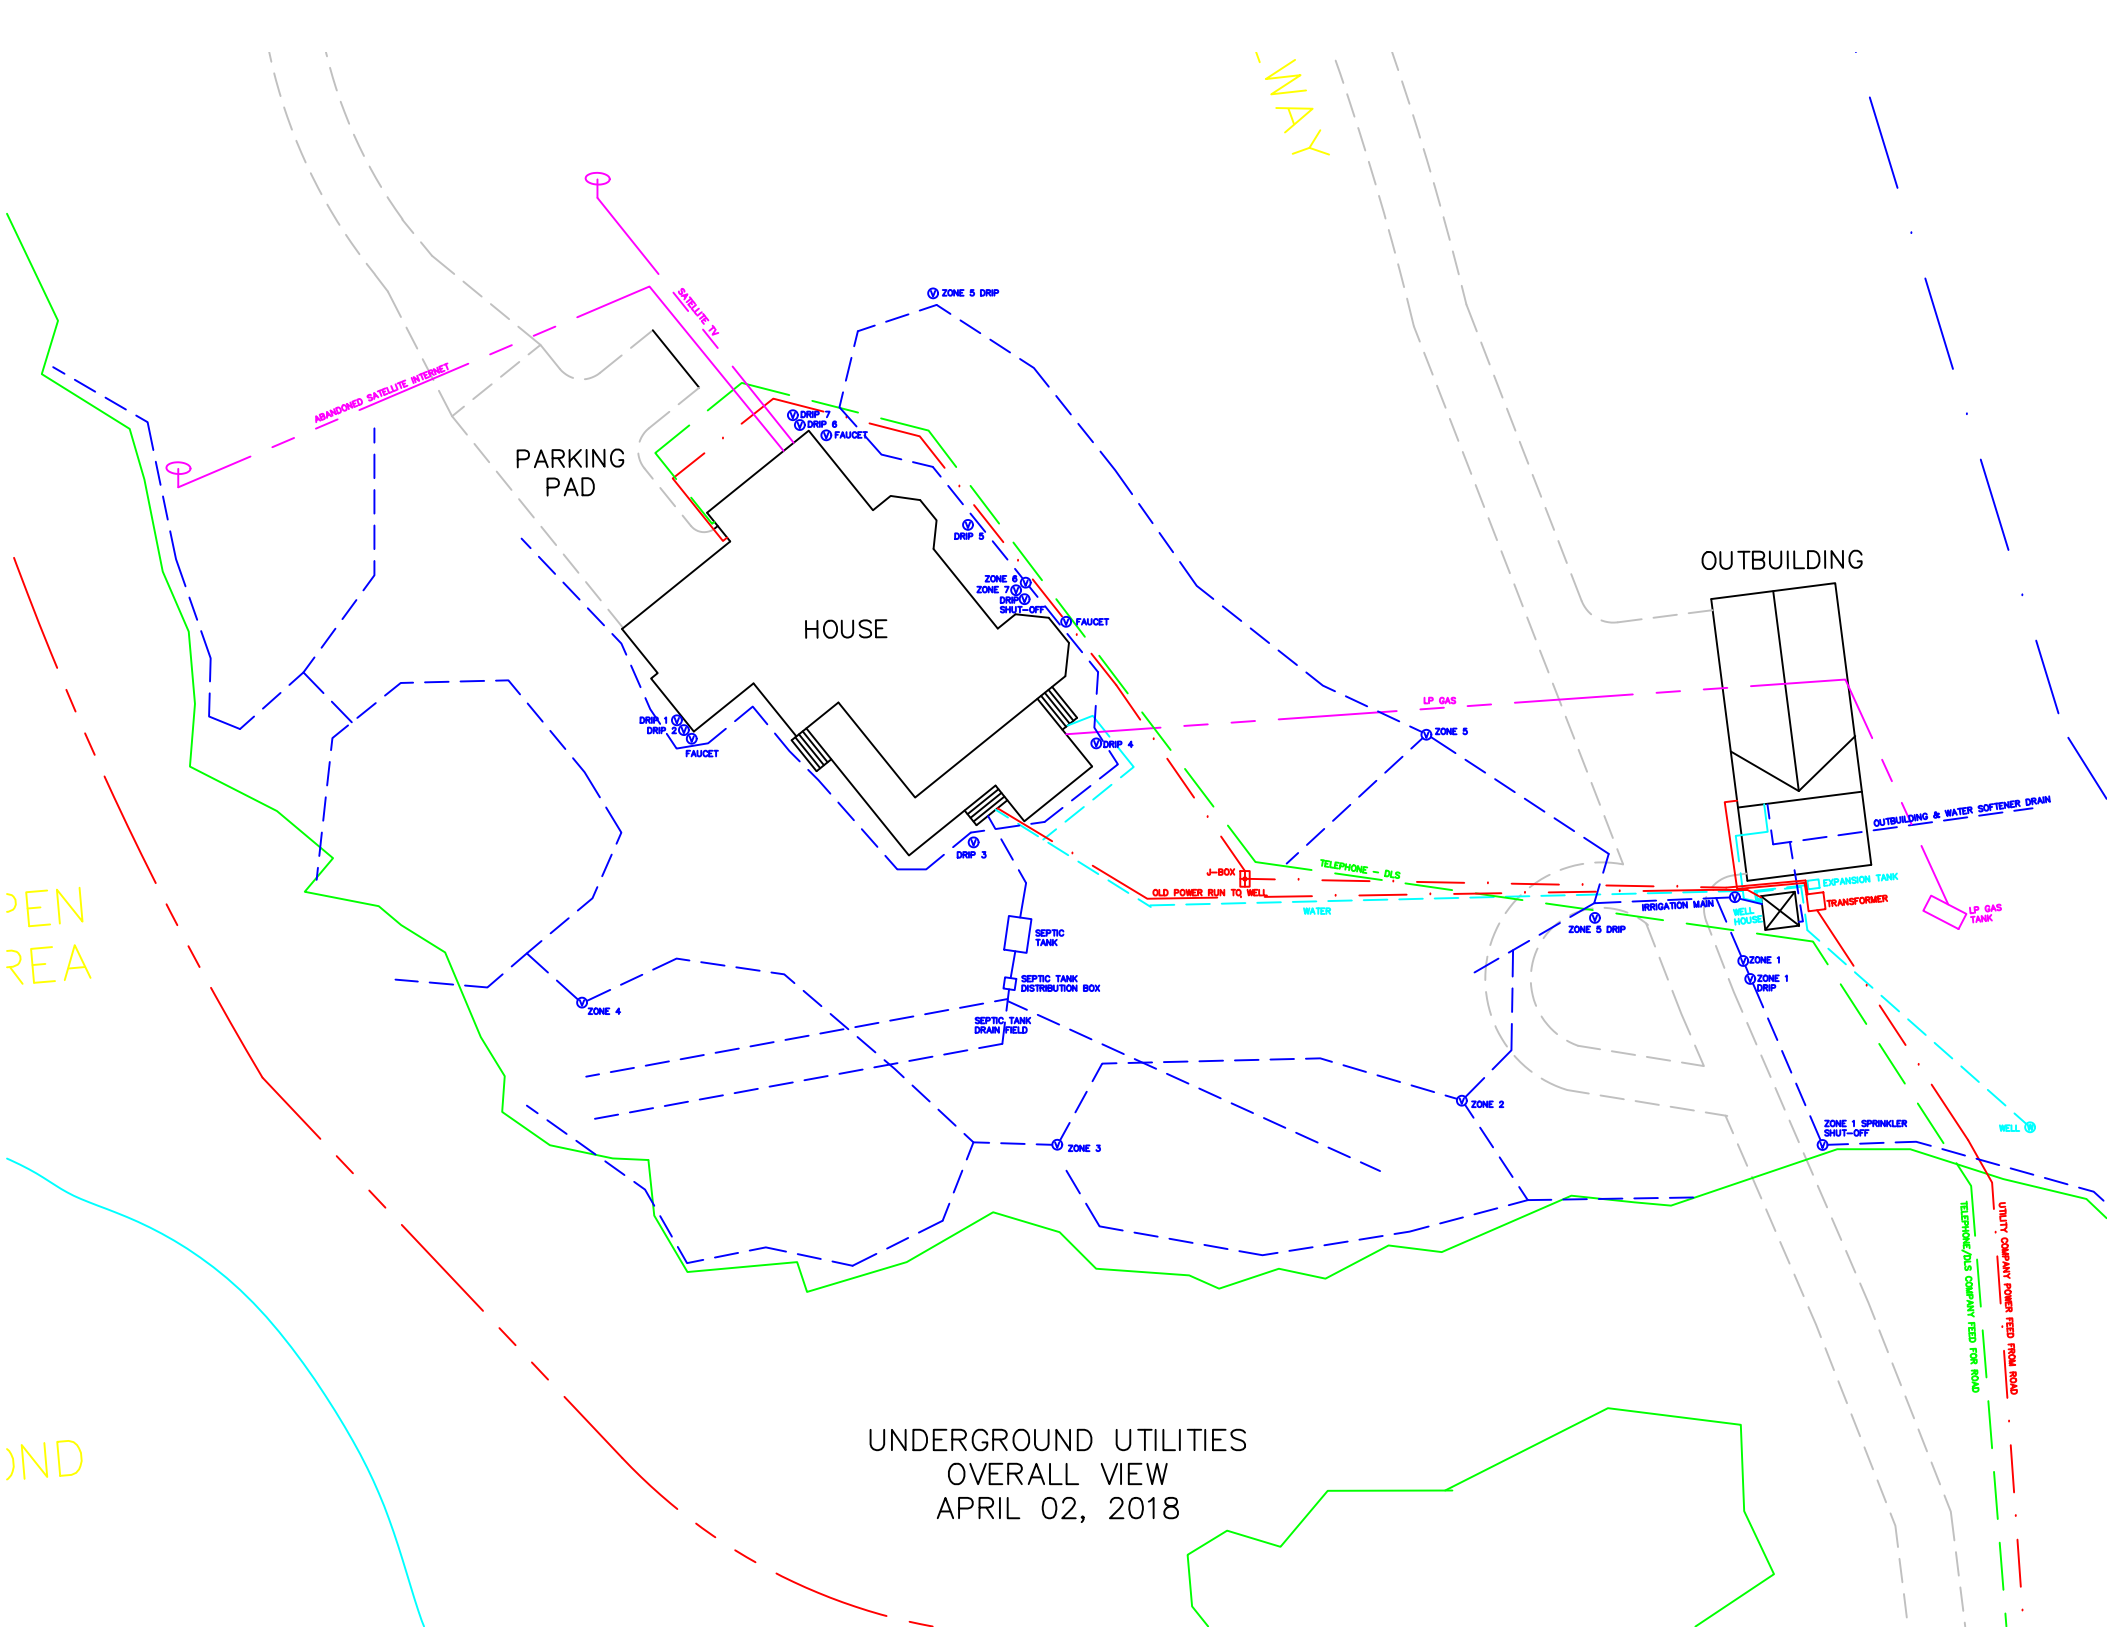 WAY
ZONE 5 DRIP
SATELLITE TV
ABANDONED SATELLITE INTERNET
DRIP 7
DRIP 6
FAUCET
PARKING
PAD
DRIP 5
OUTBUILDING
ZONE 6
ZONE 7
DRIP
SHUT-OFF
FAUCET
HOUSE
LP GAS
DRIP 1
DRIP 2
FAUCET
ZONE 5
DRIP 4
OUTBUILDING & WATER SOFTENER DRAIN
DRIP 3
TELEPHONE - DLS
J-BOX
OLD POWER RUN TO WELL
WATER
EXPANSION TANK
IRRIGATION MAIN
TRANSFORMER
WELL
HOUSE
LP GAS
TANK
ZONE 5 DRIP
PEN
REA
SEPTIC
TANK
ZONE 1
ZONE 1
DRIP
SEPTIC TANK
DISTRIBUTION BOX
ZONE 4
SEPTIC TANK
DRAIN FIELD
ZONE 2
ZONE 1 SPRINKLER
SHUT-OFF
WELL W
ZONE 3
TELEPHONE/DLS COMPANY FEED FOR ROAD
UTILITY COMPANY POWER FEED FROM ROAD
OND
UNDERGROUND UTILITIES
OVERALL VIEW
APRIL 02, 2018